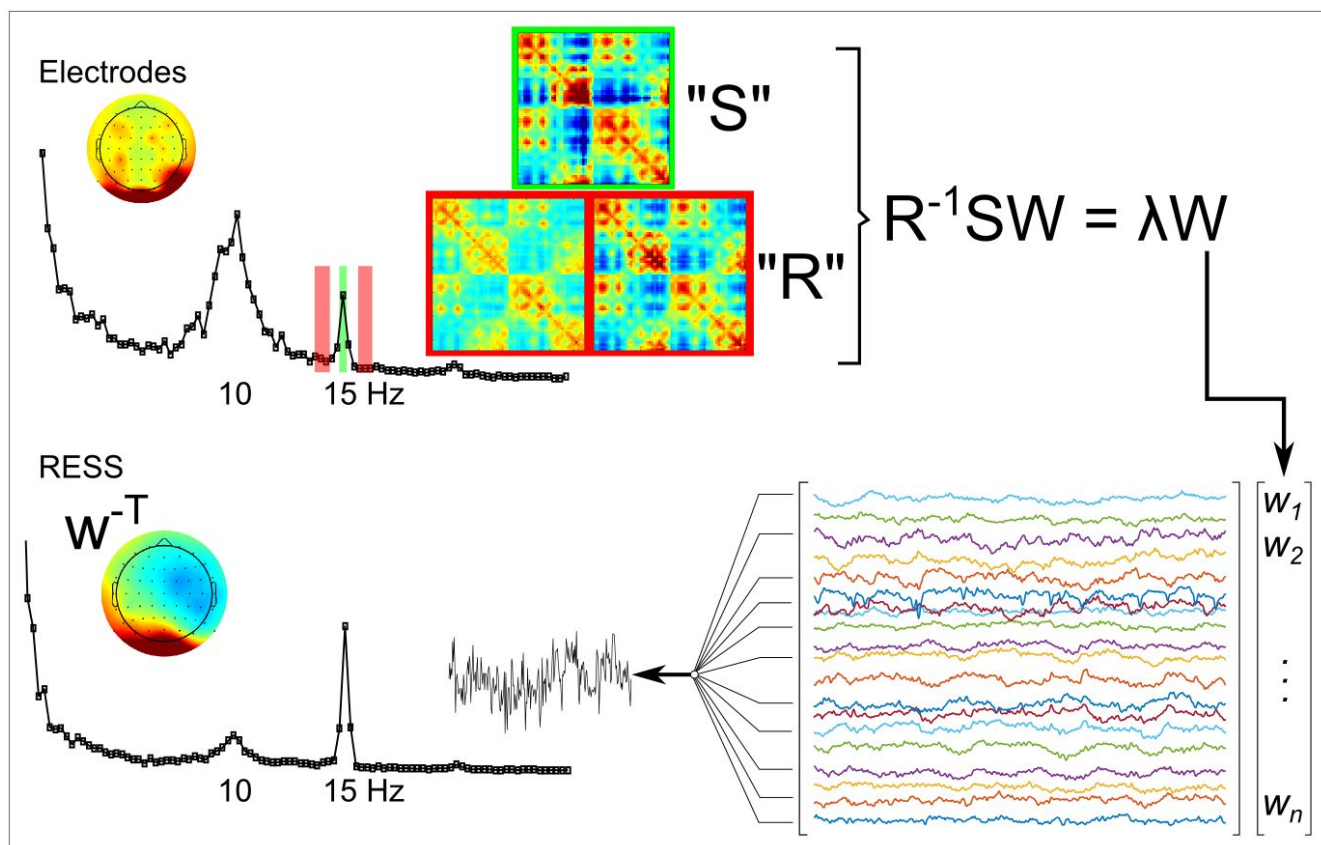 Electrodes
"S"
"R"
R⁻¹SW = λW
10
15 Hz
RESS
W⁻ᵀ
10
15 Hz
w₁
w₂
⋮
wₙ